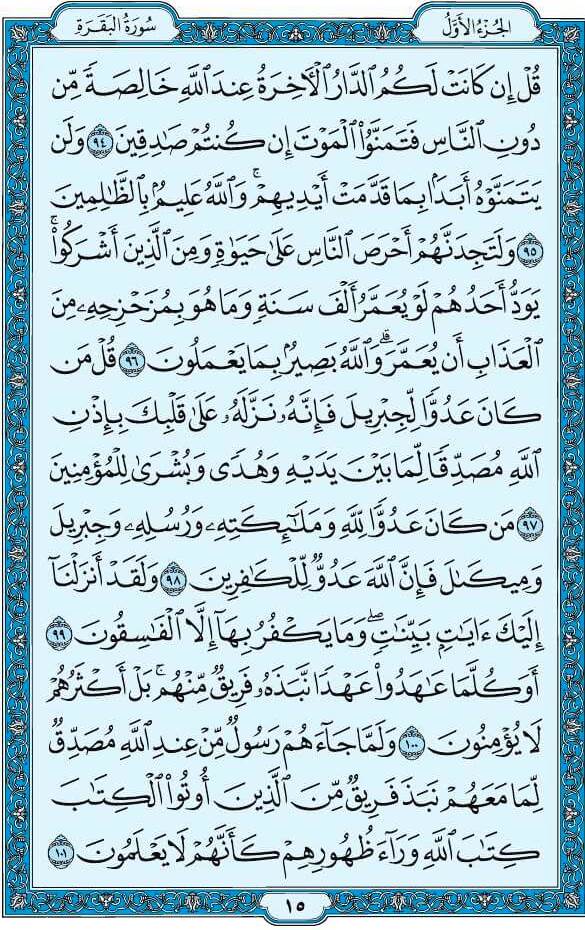 الجُزْءُ الأَوَّلُ
سُورَةُ البَقَرَةِ
قُلْ إِن كَانَتْ لَكُمُ ٱلدَّارُ ٱلْأَخِرَةُ عِندَ ٱللَّهِ خَالِصَةً مِّن
دُونِ ٱلنَّاسِ فَتَمَنَّوُا۟ ٱلْمَوْتَ إِن كُنتُمْ صَٰدِقِينَ ٩٤ وَلَن
يَتَمَنَّوْهُ أَبَدًۢا بِمَا قَدَّمَتْ أَيْدِيهِمْ ۚ وَٱللَّهُ عَلِيمٌۢ بِٱلظَّٰلِمِينَ
٩٥ وَلَتَجِدَنَّهُمْ أَحْرَصَ ٱلنَّاسِ عَلَىٰ حَيَوٰةٍ وَمِنَ ٱلَّذِينَ أَشْرَكُوا۟ ۚ
يَوَدُّ أَحَدُهُمْ لَوْ يُعَمَّرُ أَلْفَ سَنَةٍ وَمَا هُوَ بِمُزَحْزِحِهِۦ مِنَ
ٱلْعَذَابِ أَن يُعَمَّرَ ۗ وَٱللَّهُ بَصِيرٌۢ بِمَا يَعْمَلُونَ ٩٦ قُلْ مَن
كَانَ عَدُوًّا لِّجِبْرِيلَ فَإِنَّهُۥ نَزَّلَهُۥ عَلَىٰ قَلْبِكَ بِإِذْنِ
ٱللَّهِ مُصَدِّقًا لِّمَا بَيْنَ يَدَيْهِ وَهُدًى وَبُشْرَىٰ لِلْمُؤْمِنِينَ
٩٧ مَن كَانَ عَدُوًّا لِّلَّهِ وَمَلَٰٓئِكَتِهِۦ وَرُسُلِهِۦ وَجِبْرِيلَ
وَمِيكَىٰلَ فَإِنَّ ٱللَّهَ عَدُوٌّ لِّلْكَٰفِرِينَ ٩٨ وَلَقَدْ أَنزَلْنَآ
إِلَيْكَ ءَايَٰتٍۭ بَيِّنَٰتٍ ۖ وَمَا يَكْفُرُ بِهَآ إِلَّا ٱلْفَٰسِقُونَ ٩٩
أَوَكُلَّمَا عَٰهَدُوا۟ عَهْدًا نَّبَذَهُۥ فَرِيقٌ مِّنْهُم ۚ بَلْ أَكْثَرُهُمْ
لَا يُؤْمِنُونَ ١٠٠ وَلَمَّا جَآءَهُمْ رَسُولٌ مِّنْ عِندِ ٱللَّهِ مُصَدِّقٌ
لِّمَا مَعَهُمْ نَبَذَ فَرِيقٌ مِّنَ ٱلَّذِينَ أُوتُوا۟ ٱلْكِتَٰبَ
كِتَٰبَ ٱللَّهِ وَرَآءَ ظُهُورِهِمْ كَأَنَّهُمْ لَا يَعْلَمُونَ ١٠١
١٥